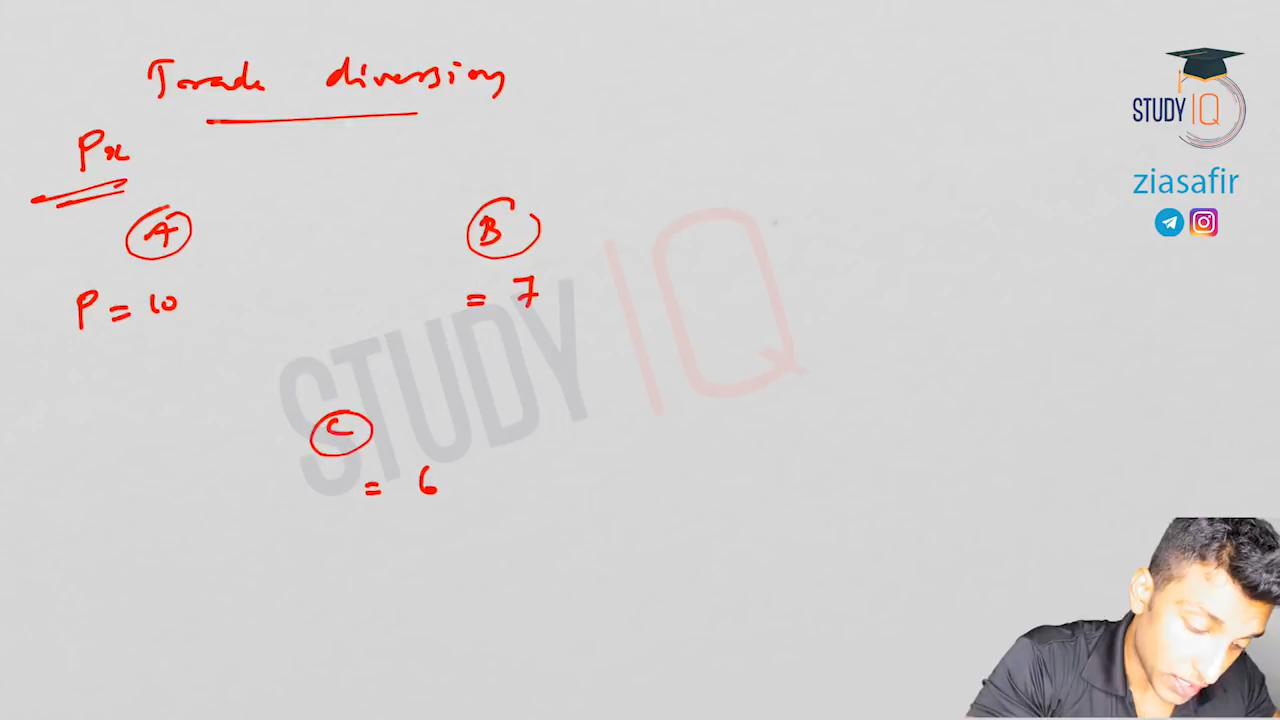 Trade diversion
Px
A
B
P = 10
= 7
C
= 6
STUDY IQ
STUDY IQ
ziasafir